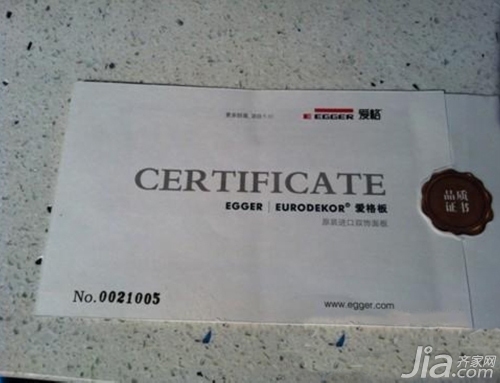 E EGGER 爱格
CERTIFICATE
EGGER | EURODEKOR® 爱格板
原装进口双饰面板
品质
证书
No. 0021005
www.egger.com
Jia.com 齐家网